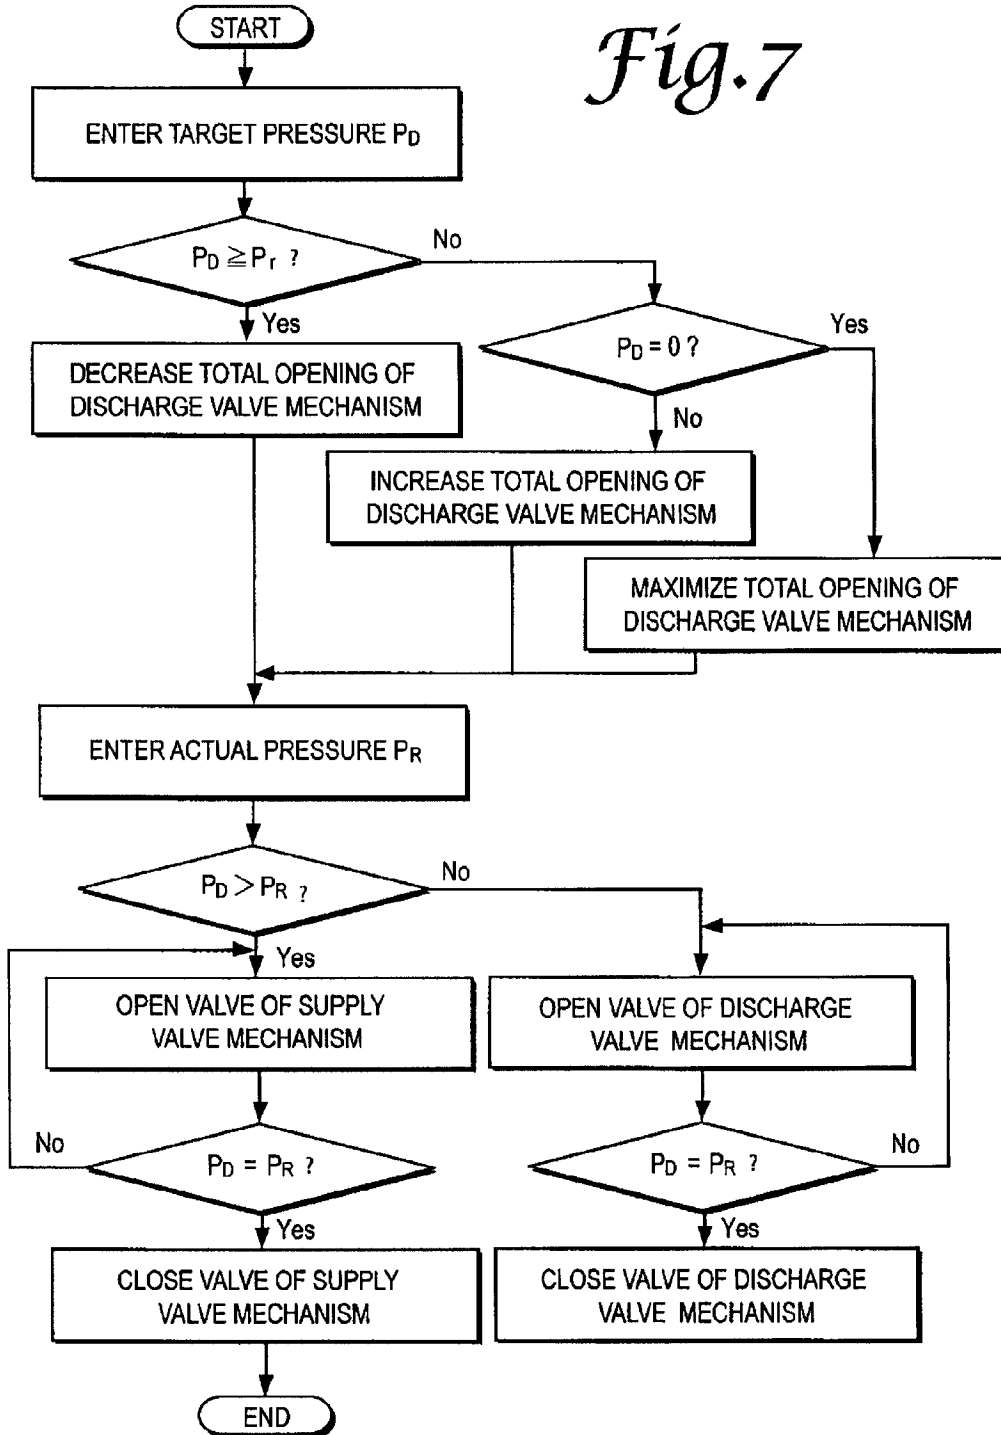 Fig.7
START
ENTER TARGET PRESSURE PD
PD ≧ Pr ?
No
Yes
PD = 0 ?
Yes
DECREASE TOTAL OPENING OF
DISCHARGE VALVE MECHANISM
No
INCREASE TOTAL OPENING OF
DISCHARGE VALVE MECHANISM
MAXIMIZE TOTAL OPENING OF
DISCHARGE VALVE MECHANISM
ENTER ACTUAL PRESSURE PR
PD > PR ?
No
Yes
OPEN VALVE OF SUPPLY
VALVE MECHANISM
OPEN VALVE OF DISCHARGE
VALVE MECHANISM
No
PD = PR ?
PD = PR ?
No
Yes
Yes
CLOSE VALVE OF SUPPLY
VALVE MECHANISM
CLOSE VALVE OF DISCHARGE
VALVE MECHANISM
END